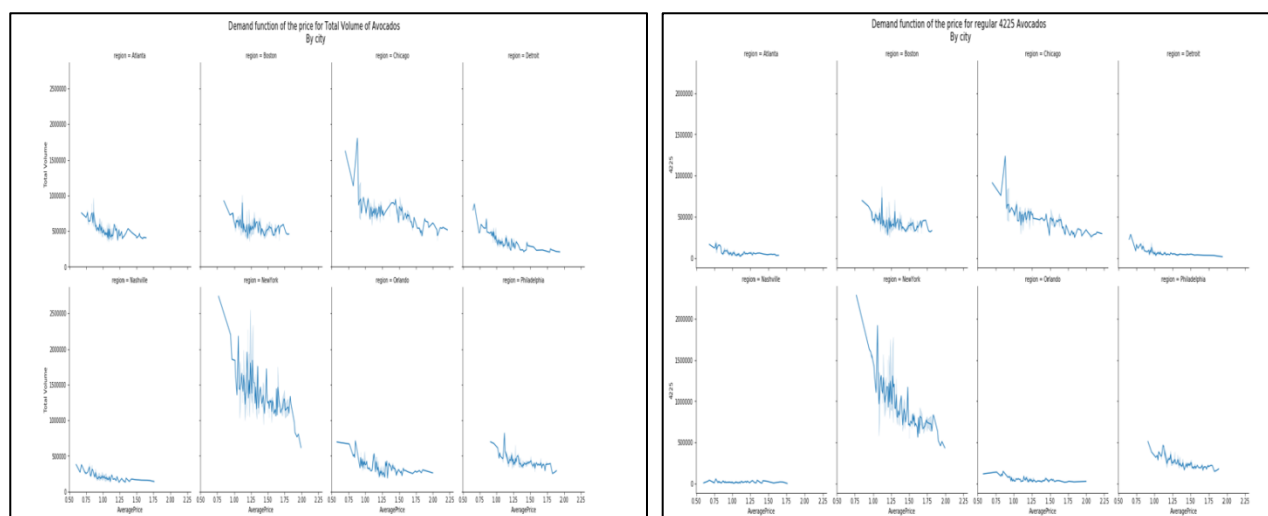 Demand function of the price for Total Volume of Avocados
By city
region = Atlanta
region = Boston
region = Chicago
region = Detroit
2500000
2000000
1500000
1000000
500000
0
Total Volume
region = Nashville
region = NewYork
region = Orlando
region = Philadelphia
2500000
2000000
1500000
1000000
500000
0
Total Volume
0.50 0.75 1.00 1.25 1.50 1.75 2.00 2.25
0.50 0.75 1.00 1.25 1.50 1.75 2.00 2.25
0.50 0.75 1.00 1.25 1.50 1.75 2.00 2.25
0.50 0.75 1.00 1.25 1.50 1.75 2.00 2.25
AveragePrice
AveragePrice
AveragePrice
AveragePrice
Demand function of the price for regular 4225 Avocados
By city
region = Atlanta
region = Boston
region = Chicago
region = Detroit
2000000
1500000
1000000
500000
0
4225
region = Nashville
region = NewYork
region = Orlando
region = Philadelphia
2000000
1500000
1000000
500000
0
4225
0.50 0.75 1.00 1.25 1.50 1.75 2.00 2.25
0.50 0.75 1.00 1.25 1.50 1.75 2.00 2.25
0.50 0.75 1.00 1.25 1.50 1.75 2.00 2.25
0.50 0.75 1.00 1.25 1.50 1.75 2.00 2.25
AveragePrice
AveragePrice
AveragePrice
AveragePrice